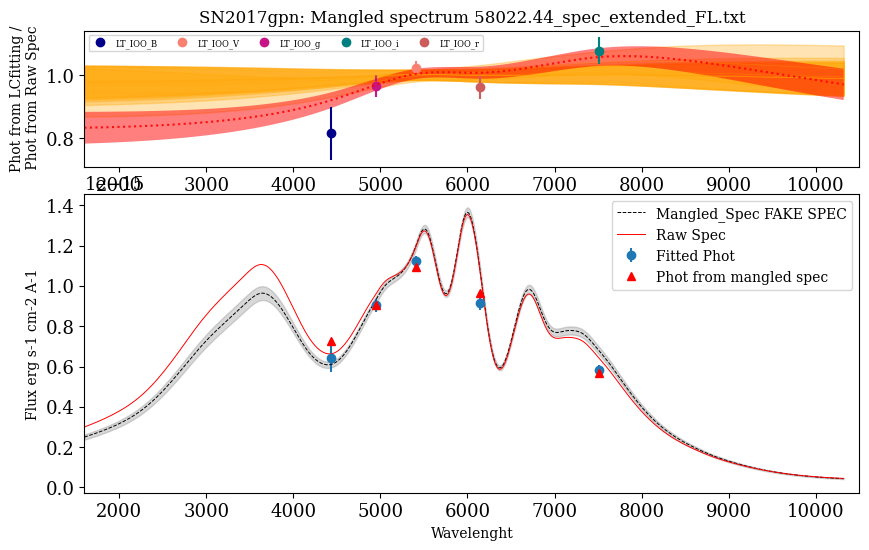 SN2017gpn: Mangled spectrum 58022.44_spec_extended_FL.txt
LT_IOO_B LT_IOO_V LT_IOO_g LT_IOO_i LT_IOO_r
Phot from LCfitting /
Phot from Raw Spec
1.0
0.8
2000 3000 4000 5000 6000 7000 8000 9000 10000
1e−15
Mangled_Spec FAKE SPEC
Raw Spec
Fitted Phot
Phot from mangled spec
Flux erg s-1 cm-2 A-1
1.4
1.2
1.0
0.8
0.6
0.4
0.2
0.0
2000 3000 4000 5000 6000 7000 8000 9000 10000
Wavelenght